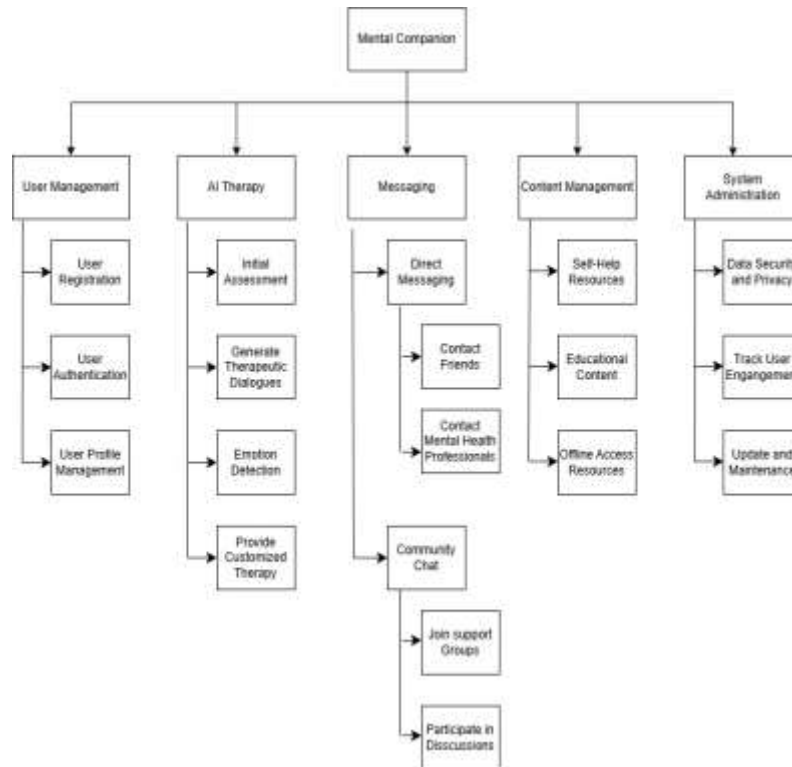 Mental Companion
User Management
AI Therapy
Messaging
Content Management
System
Administration
User
Registration
Initial
Assessment
Direct
Messaging
Self-Help
Resources
Data Security
and Privacy
User
Authentication
Generate
Therapeutic
Dialogues
Contact
Friends
Educational
Content
Track User
Engangement
User Profile
Management
Emotion
Detection
Contact
Mental Health
Professionals
Offline Access
Resources
Update and
Maintenance
Provide
Customized
Therapy
Community
Chat
Join support
Groups
Participate in
Disscussions